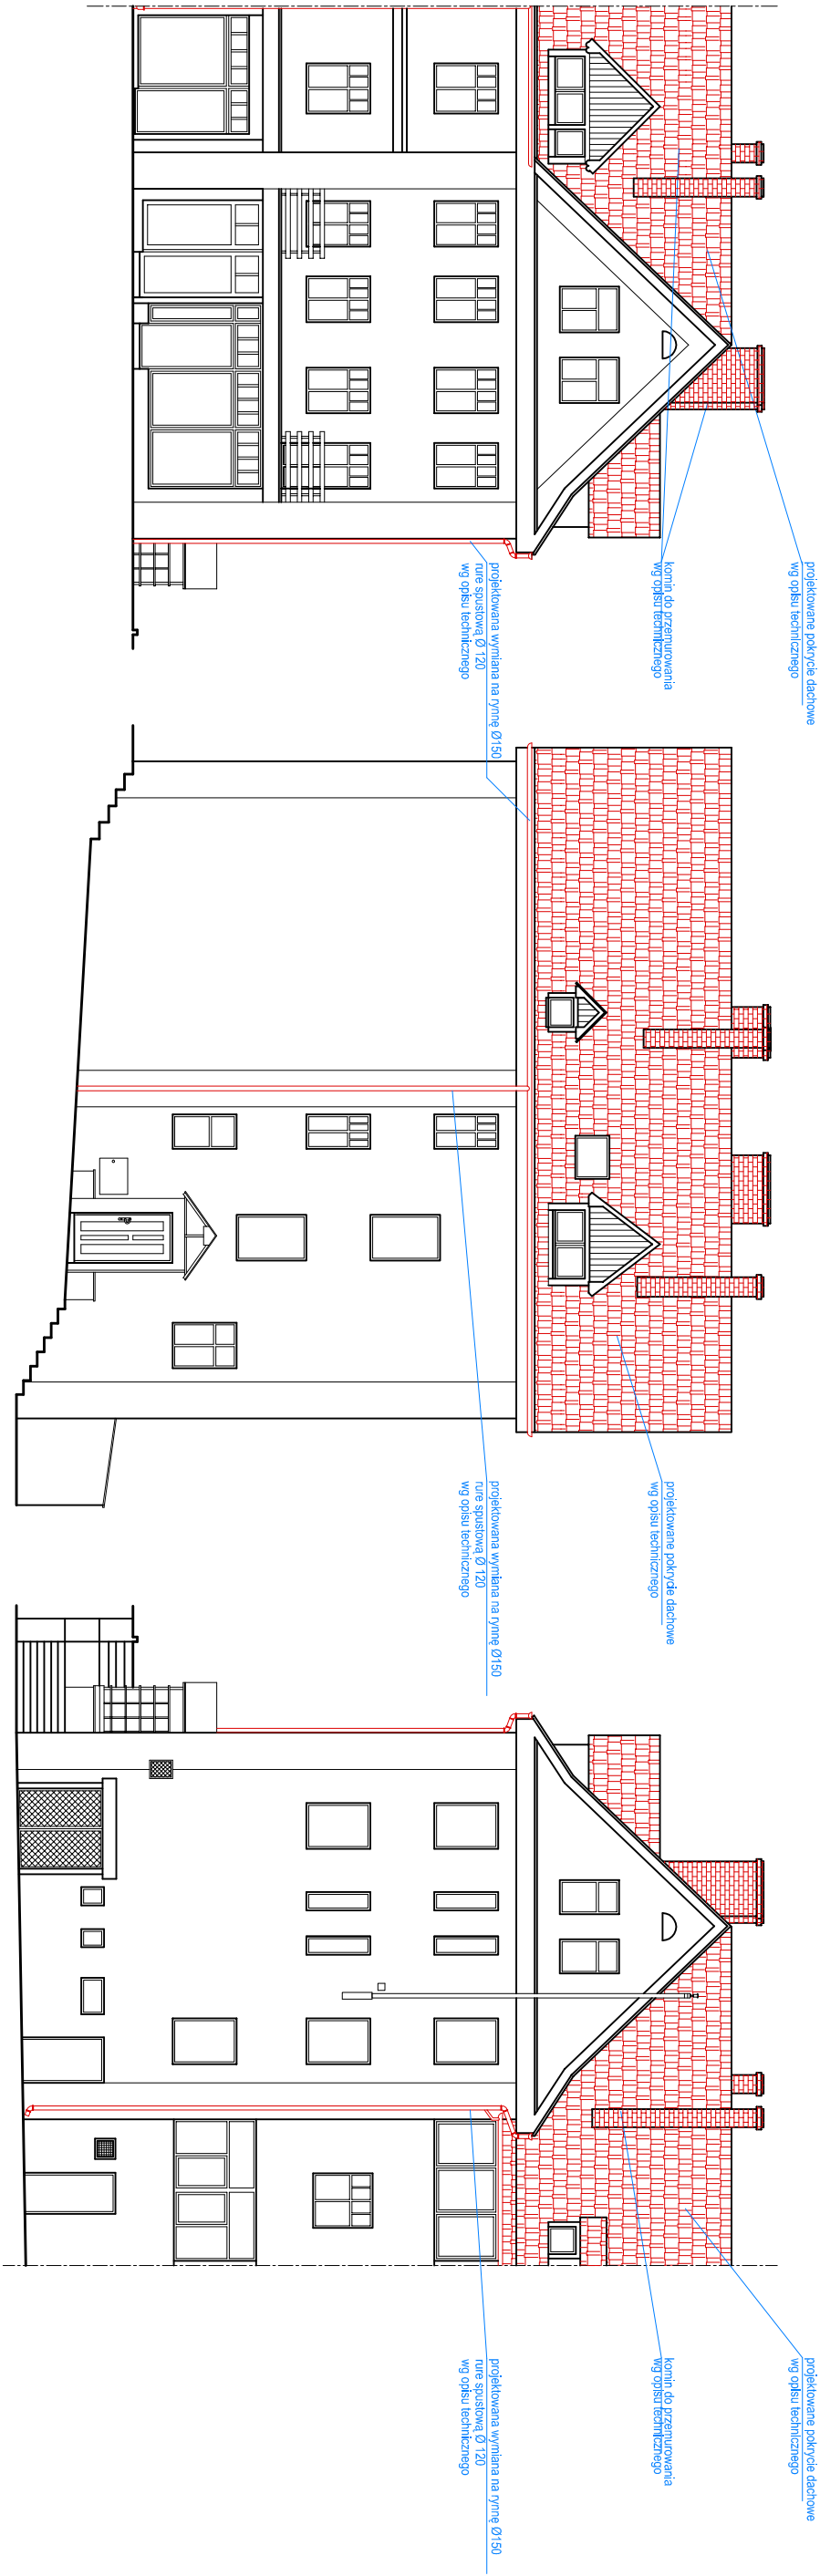 projektowane pokrycie dachowe
wg opisu technicznego
komin do przemurowania
wg opisu technicznego
projektowana wymiana na rynnę Ø150
rure spustową Ø 120
wg opisu technicznego
projektowane pokrycie dachowe
wg opisu technicznego
projektowana wymiana na rynnę Ø150
rure spustową Ø 120
wg opisu technicznego
projektowane pokrycie dachowe
wg opisu technicznego
komin do przemurowania
wg opisu technicznego
projektowana wymiana na rynnę Ø150
rure spustową Ø 120
wg opisu technicznego